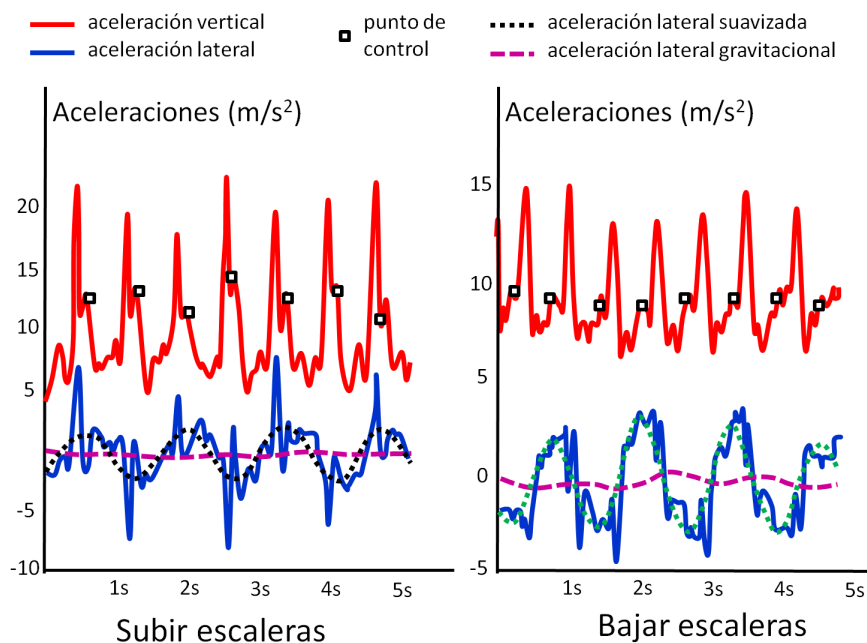 aceleración vertical
aceleración lateral
punto de
control
aceleración lateral suavizada
aceleración lateral gravitacional
Aceleraciones (m/s²)
20
15
10
5
-5
-10
1s 2s 3s 4s 5s
Subir escaleras
Aceleraciones (m/s²)
15
10
5
0
-5
1s 2s 3s 4s 5s
Bajar escaleras